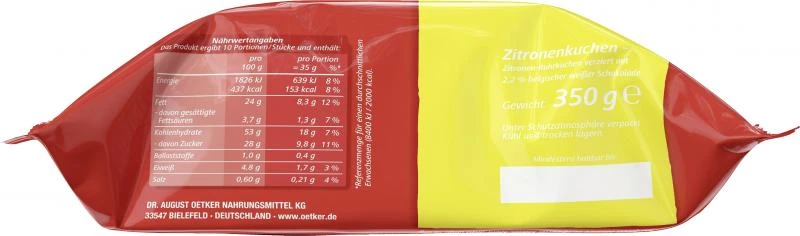 Nährwertangaben
Das Produkt ergibt 10 Portionen/Stücke und enthält:
pro pro Portion
100 g = 35 g %*
Energie 1826 kJ 639 kJ 8 %
437 kcal 153 kcal 8 %
Fett 24 g 8,3 g 12 %
- davon gesättigte
Fettsäuren 3,7 g 1,3 g 7 %
Kohlenhydrate 53 g 18 g 7 %
- davon Zucker 28 g 9,8 g 11 %
Ballaststoffe 1,0 g 0,4 g
Eiweiß 4,8 g 1,7 g 3 %
Salz 0,60 g 0,21 g 4 %
*Referenzmenge für einen durchschnittlichen
Erwachsenen (8400 kJ / 2000 kcal).
DR. AUGUST OETKER NAHRUNGSMITTEL KG
33547 BIELEFELD · DEUTSCHLAND · www.oetker.de
Zitronenkuchen –
Zitronen-Rührkuchen verziert mit
2,2 % belgischer weißer Schokolade
Gewicht 350 g e
Unter Schutzatmosphäre verpackt.
Kühl und trocken lagern.
Mindestens haltbar bis